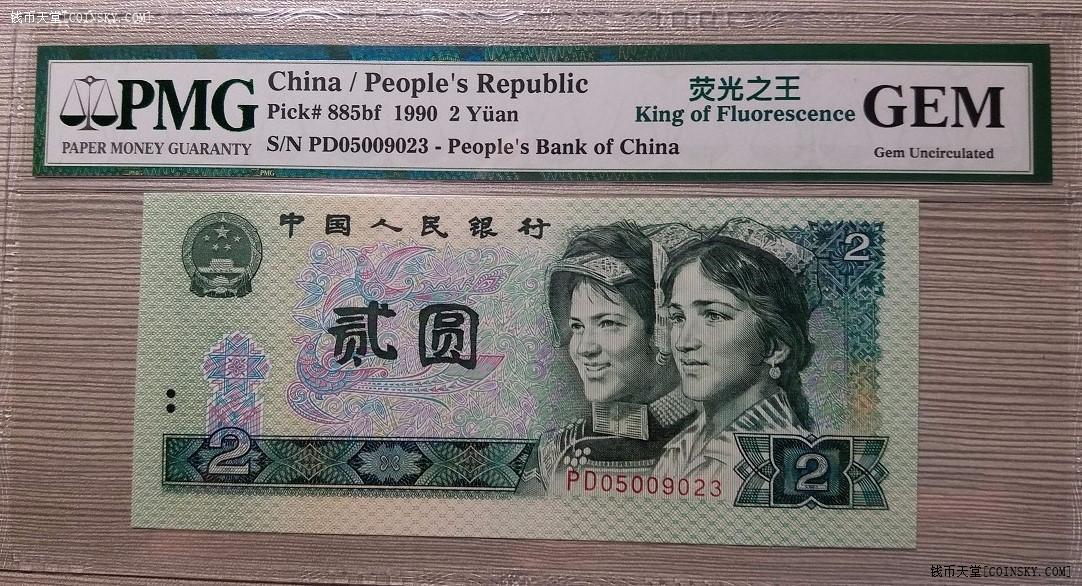 钱币天堂[COINSKY.COM]
PMG
PAPER MONEY GUARANTY
China / People's Republic
Pick# 885bf 1990 2 Yüan
S/N PD05009023 - People's Bank of China
荧光之王
King of Fluorescence
GEM
Gem Uncirculated
PMG
中国人民银行
2
贰圆
2
PD05009023
2
钱币天堂[COINSKY.COM]